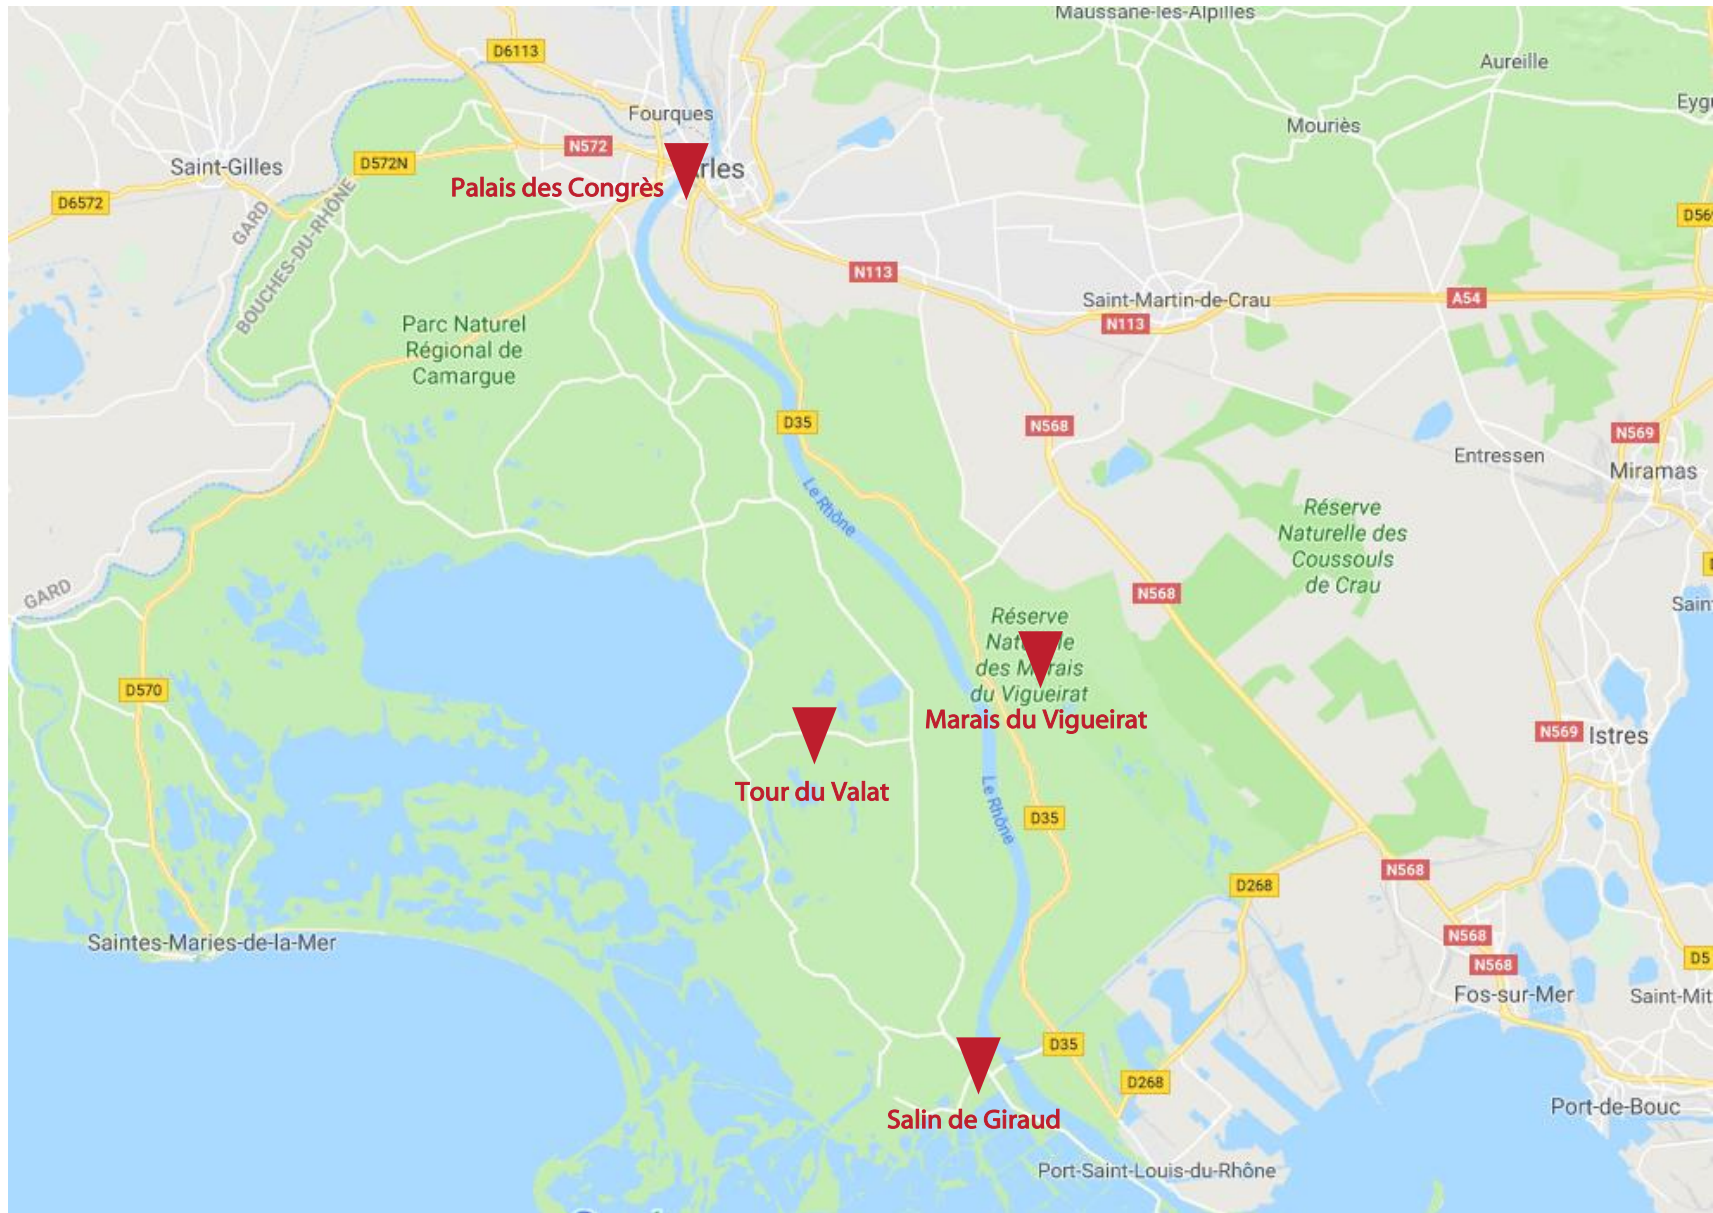 Maussane-les-Alpilles
D6113
Aureille
Fourques
Mouriès
N572
Saint-Gilles
D572N
Palais des Congrès
D6572
GARD
BOUCHES-DU-RHÔNE
N113
Saint-Martin-de-Crau
A54
N113
Parc Naturel
Régional de
Camargue
D35
N568
N569
Entressen
Miramas
Le Rhône
Réserve
Naturelle des
Coussouls
de Crau
GARD
N568
Réserve
des Marais
du Vigueirat
D570
Marais du Vigueirat
N569
Istres
Tour du Valat
Le Rhône
D35
N568
D268
Saintes-Maries-de-la-Mer
N568
N568
D5
Fos-sur-Mer
Saint-Mit
D35
D268
Salin de Giraud
Port-de-Bouc
Port-Saint-Louis-du-Rhône